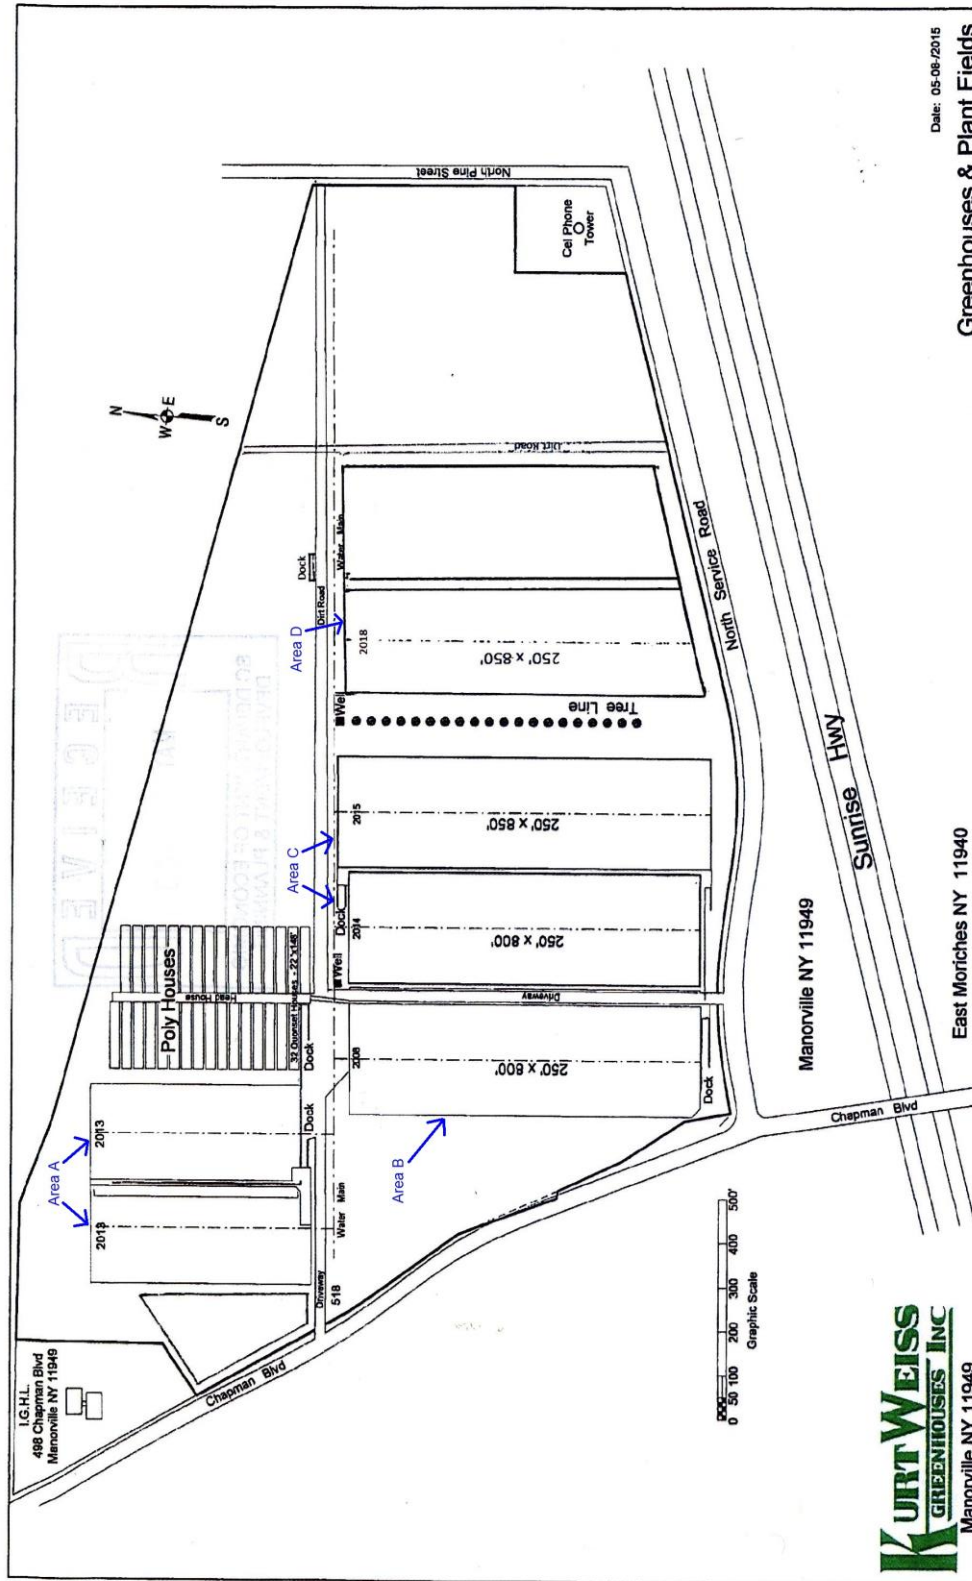 I.G.H.L.
498 Chapman Blvd
Manorville NY 11949
Area A
2013
2013
Poly Houses
Head House
32 Quonset Houses - 22'x146'
Dock
Dock
N
W
E
S
North Pine Street
Cel Phone
Tower
Dirt Road
Dock
Dirt Road
Driveway
518
Water Main
Chapman Blvd
Area B
2008
250' x 800'
Dock
Driveway
Well
Dock
Area C
2014
250' x 800'
2015
250' x 850'
Well
Tree Line
Area D
Water Main
2018
250' x 850'
North Service Road
Sunrise Hwy
Manorville NY 11949
East Moriches NY 11940
Chapman Blvd
0 50 100 200 300 400 500'
Graphic Scale
KURT WEISS
GREENHOUSES INC
Manorville NY 11949
Date: 05-08-/2015
Greenhouses & Plant Fields
RECEIVED